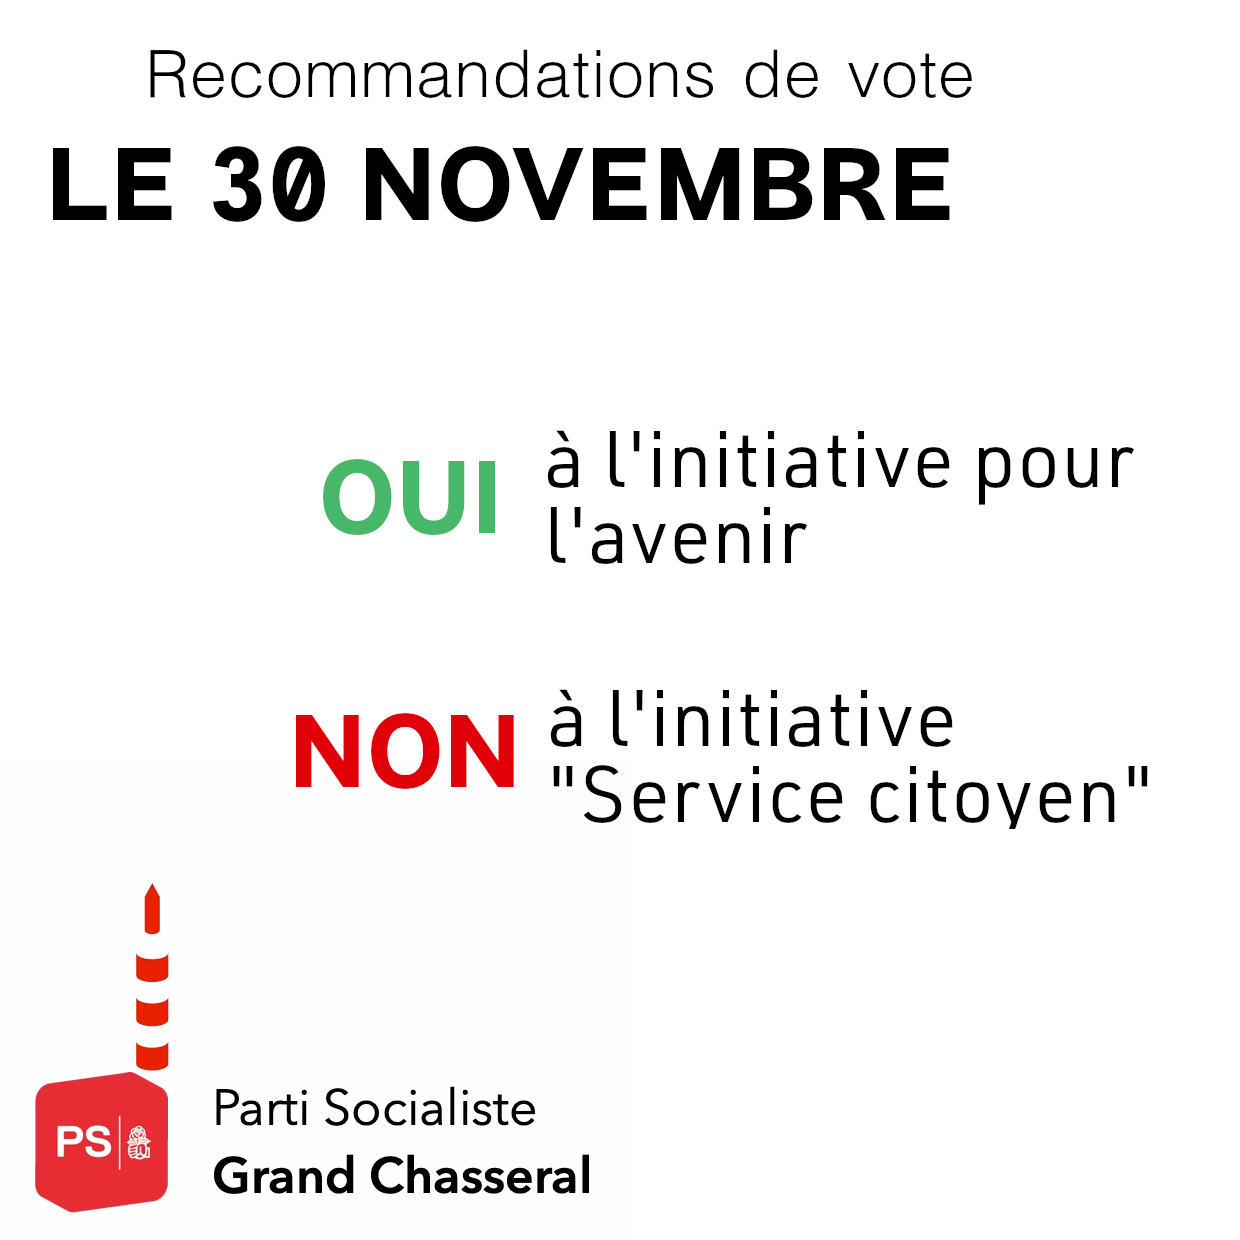 Recommandations de vote
LE 30 NOVEMBRE
OUI
à l'initiative pour
l'avenir
NON
à l'initiative
"Service citoyen"
PS
Parti Socialiste
Grand Chasseral